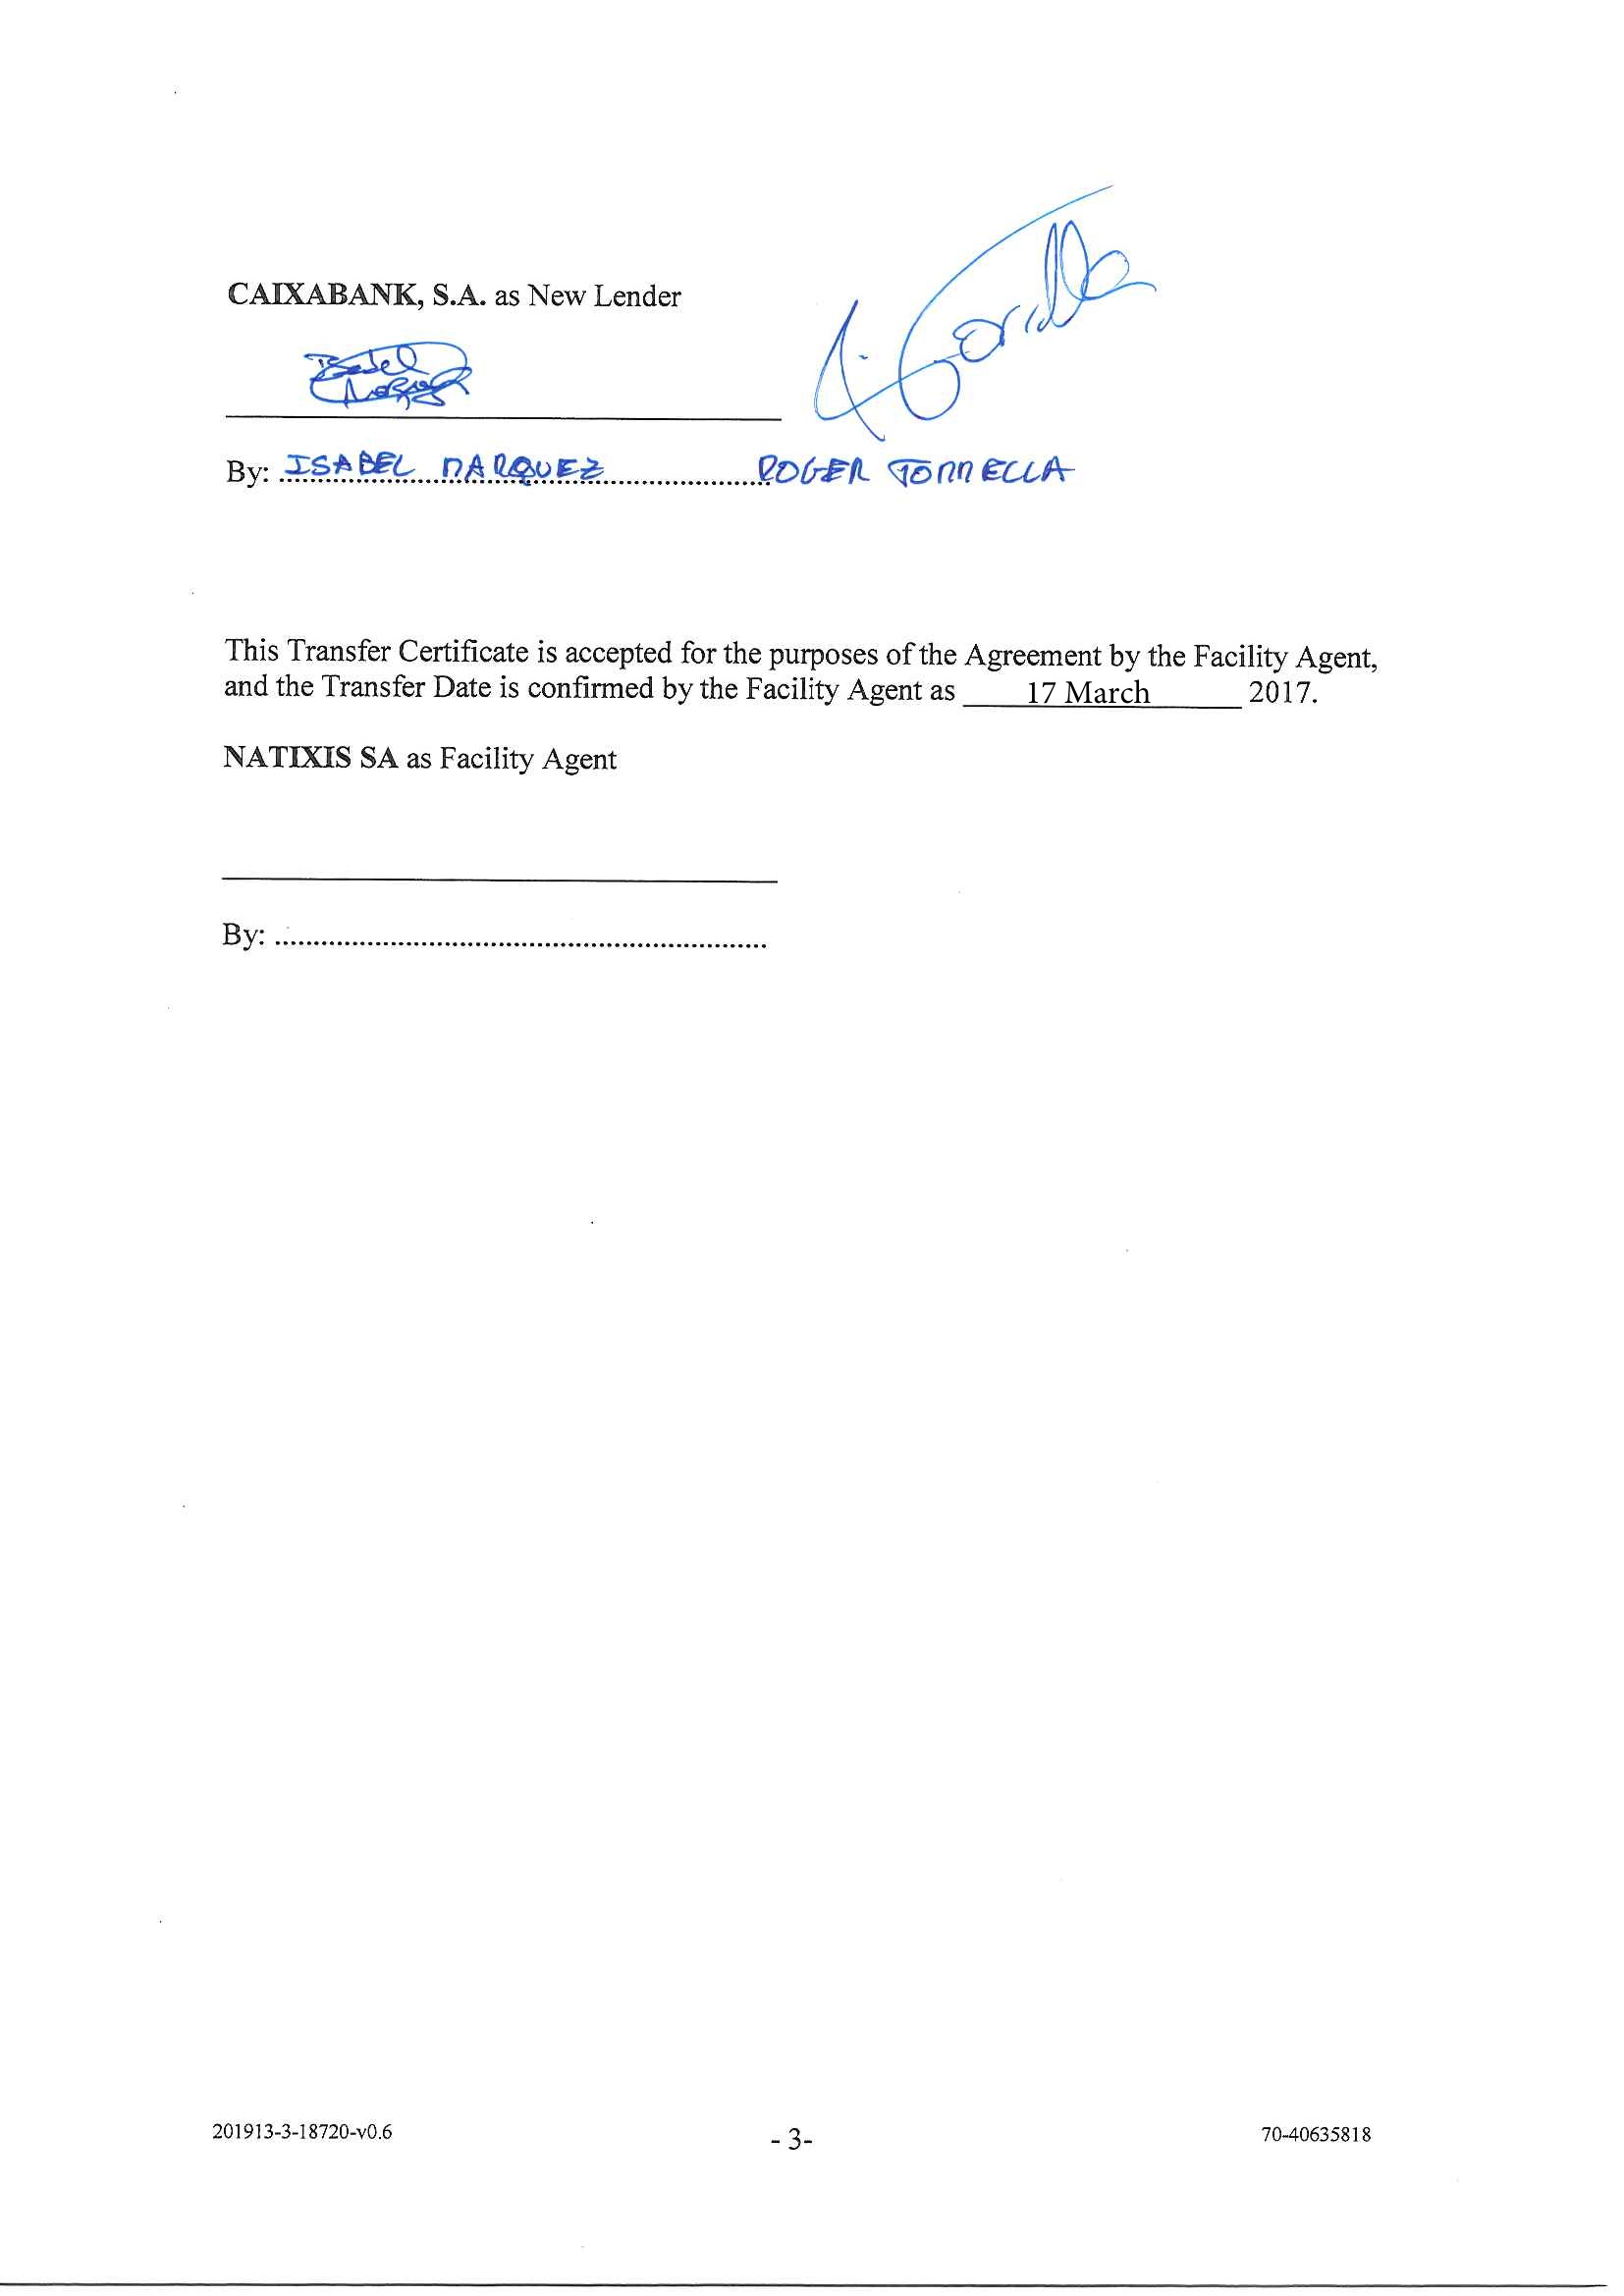 CAIXABANK, S.A. as New Lender
Isabel
By: ISABEL MARQUEZ ROGER TORRELLA
This Transfer Certificate is accepted for the purposes of the Agreement by the Facility Agent,
and the Transfer Date is confirmed by the Facility Agent as 17 March 2017.
NATIXIS SA as Facility Agent
By:
201913-3-18720-v0.6
- 3-
70-40635818